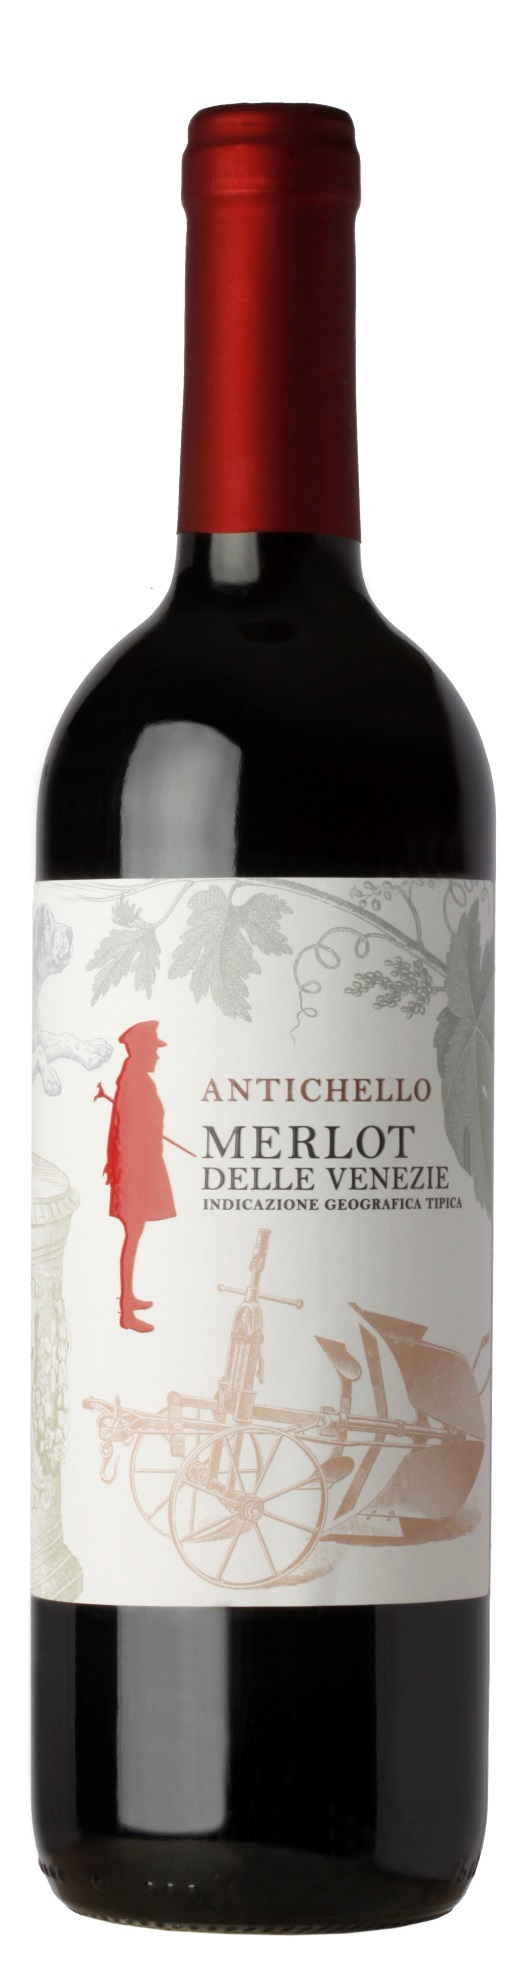 ANTICHELLO
MERLOT
DELLE VENEZIE
INDICAZIONE GEOGRAFICA TIPICA